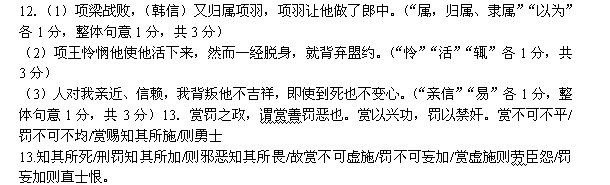 12.（1）项梁战败，（韩信）又归属项羽，项羽让他做了郎中。（“属，归属、隶属”“以为”
各 1 分，整体句意 1 分，共 3 分）
（2）项王怜悯他使他活下来，然而一经脱身，就背弃盟约。（“怜”“活”“辄” 各 1 分，共
3 分）
（3）人对我亲近、信赖，我背叛他不吉祥，即使到死也不变心。（“亲信”“易” 各 1 分，整
体句意 1 分，共 3 分）13. 赏罚之政，谓赏善罚恶也。赏以兴功，罚以禁奸。赏不可不平/
罚不可不均/赏赐知其所施/则勇士
13.知其所死/刑罚知其所加/则邪恶知其所畏/故赏不可虚施/罚不可妄加/赏虚施则劳臣怨/罚
妄加则直士恨。